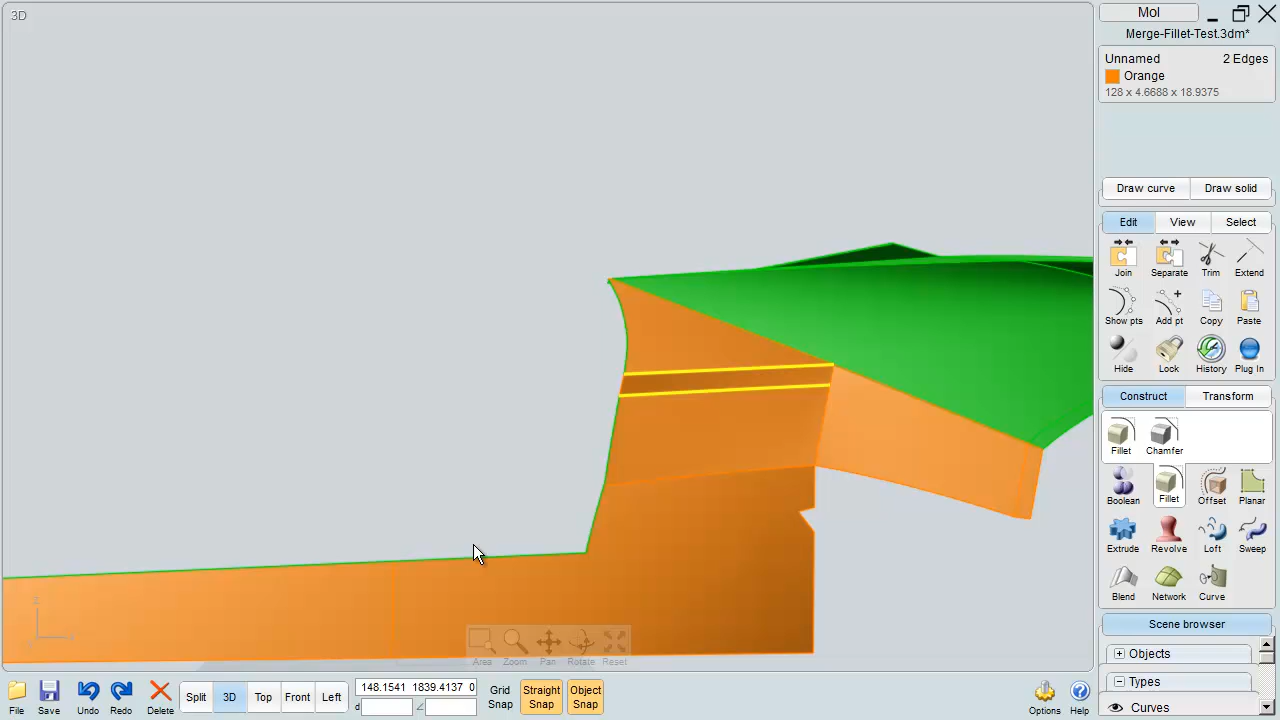 3D
MoI
Merge-Fillet-Test.3dm*
Unnamed 2 Edges
Orange
128 x 4.6688 x 18.9375
Draw curve Draw solid
Edit View Select
Join Separate Trim Extend
Show pts Add pt Copy Paste
Hide Lock History Plug In
Construct Transform
Fillet Chamfer
Boolean Fillet Offset Planar
Extrude Revolve Loft Sweep
Blend Network Curve
Scene browser
Objects
Types
Curves
Area Zoom Pan Rotate Reset
File Save Undo Redo Delete
Split 3D Top Front Left
148.1541 1839.4137 0
d
Grid Snap
Straight Snap
Object Snap
Options Help
z